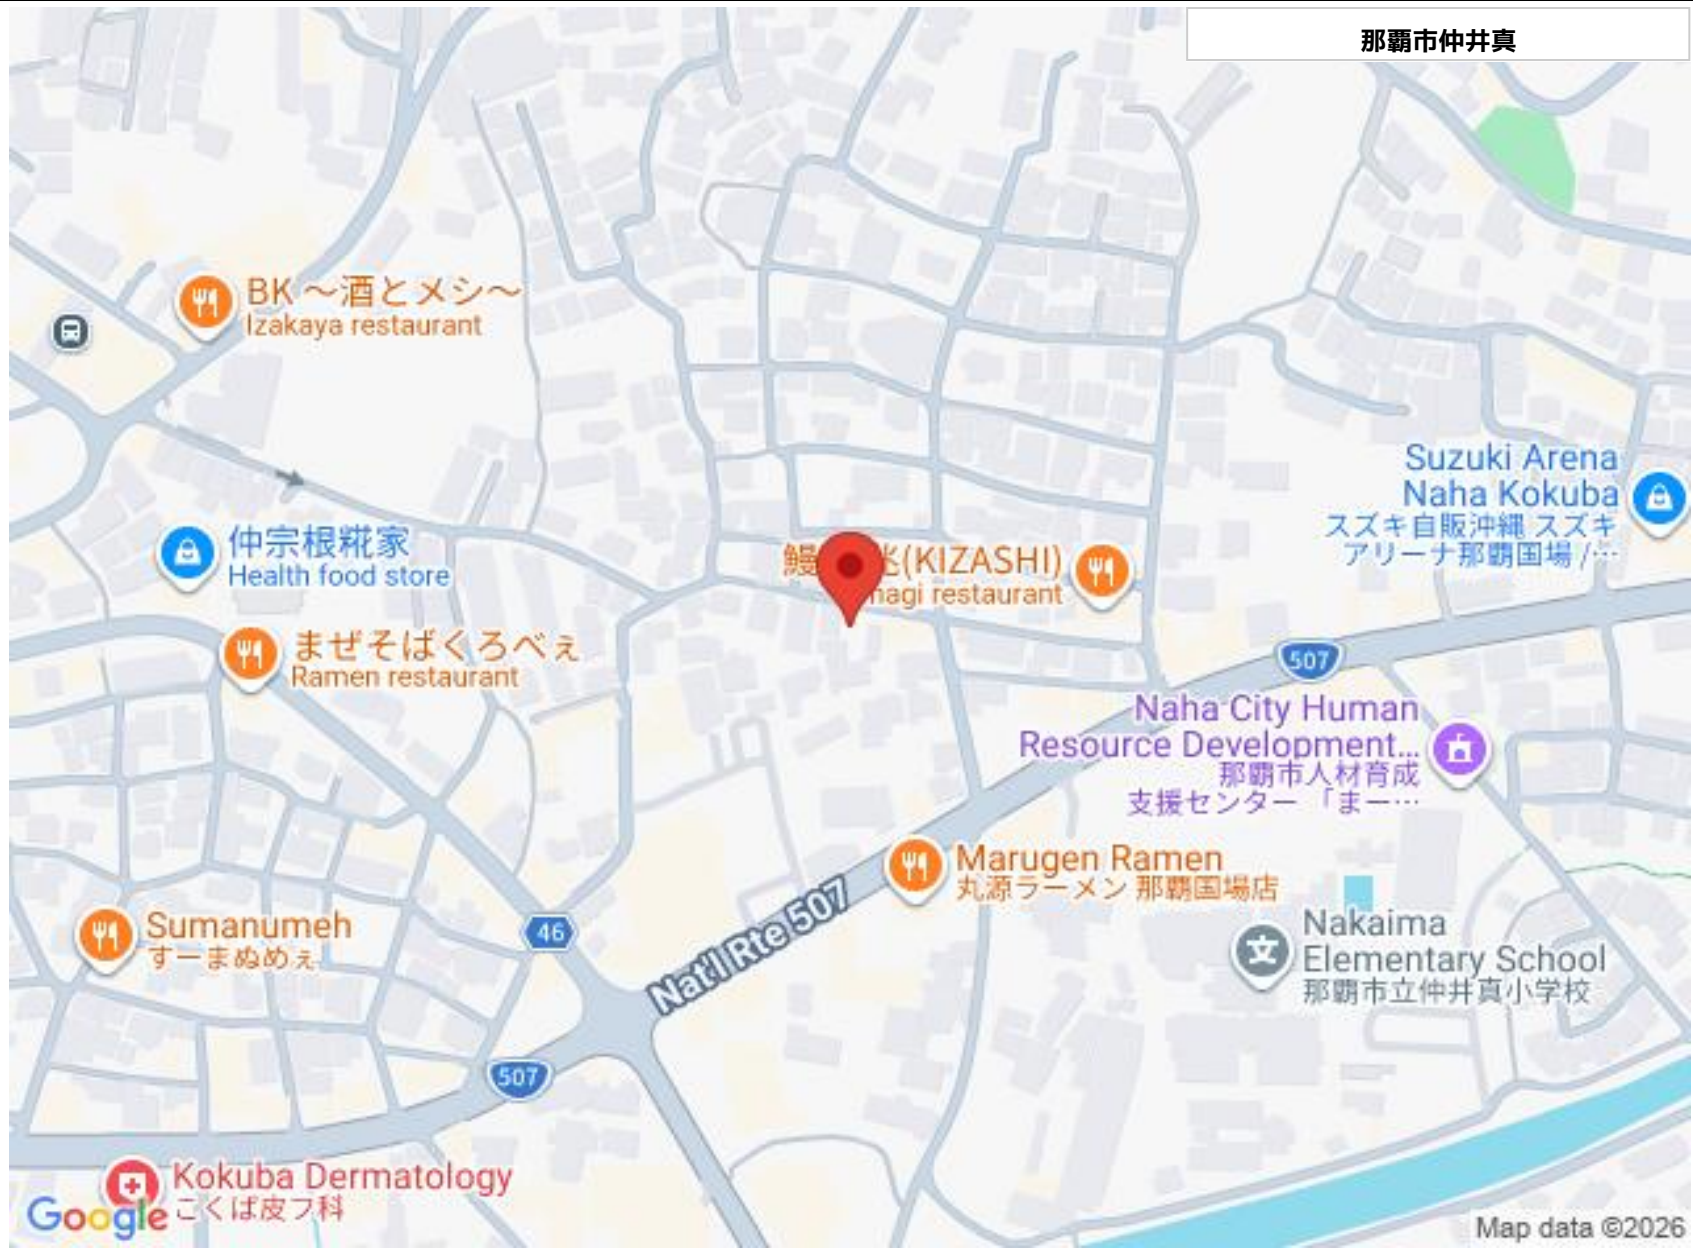 那覇市仲井真
BK ～酒とメシ～
Izakaya restaurant
Suzuki Arena
Naha Kokuba
スズキ自販沖縄 スズキ
アリーナ那覇国場 /…
仲宗根糀家
Health food store
鰻 兆(KIZASHI)
nagi restaurant
まぜそばくろべぇ
Ramen restaurant
507
Naha City Human
Resource Development...
那覇市人材育成
支援センター 「まー…
Marugen Ramen
丸源ラーメン 那覇国場店
Nat'l Rte 507
46
Sumanumeh
すーまぬめぇ
Nakaima
Elementary School
那覇市立仲井真小学校
507
Kokuba Dermatology
こくば皮フ科
Google
Map data ©2026